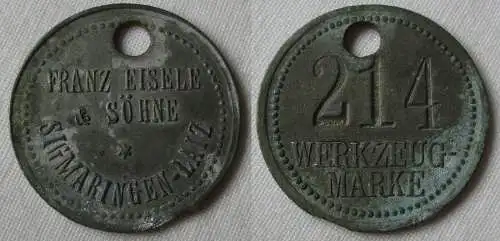 FRANZ EISELE
& SÖHNE
SIGMARINGEN-LAIZ
214
WERKZEUG-
MARKE